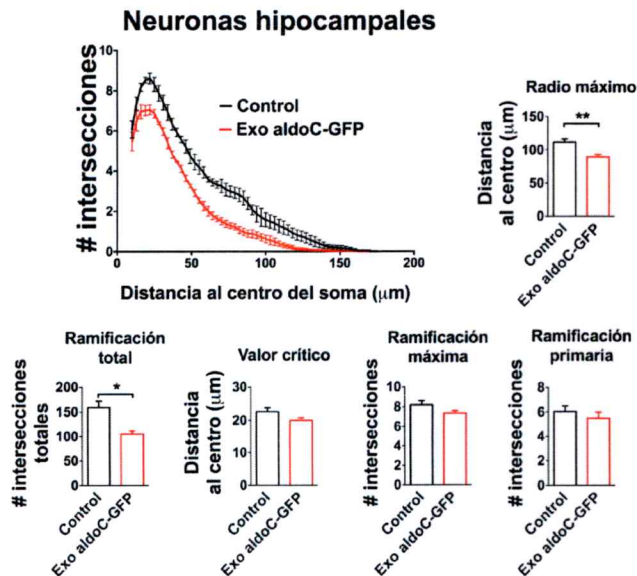 Neuronas hipocampales
# intersecciones
10
8
6
4
2
0
Control
Exo aldoC-GFP
0 50 100 150 200
Distancia al centro del soma (µm)
Radio máximo
Distancia
al centro (µm)
150
100
50
0
**
Control
Exo aldoC-GFP
Ramificación
total
# intersecciones
totales
200
150
100
50
0
*
Control
Exo aldoC-GFP
Valor crítico
Distancia
al centro (µm)
30
20
10
0
Control
Exo aldoC-GFP
Ramificación
máxima
# intersecciones
10
8
6
4
2
0
Control
Exo aldoC-GFP
Ramificación
primaria
# intersecciones
8
6
4
2
0
Control
Exo aldoC-GFP